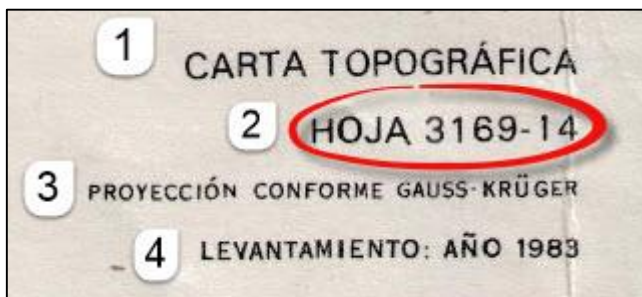 1 CARTA TOPOGRÁFICA
2 HOJA 3169-14
3 PROYECCIÓN CONFORME GAUSS-KRÜGER
4 LEVANTAMIENTO: AÑO 1983